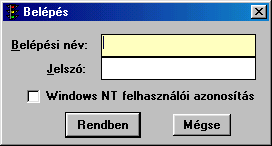 Belépés
Belépési név:
Jelszó:
Windows NT felhasználói azonosítás
Rendben Mégse